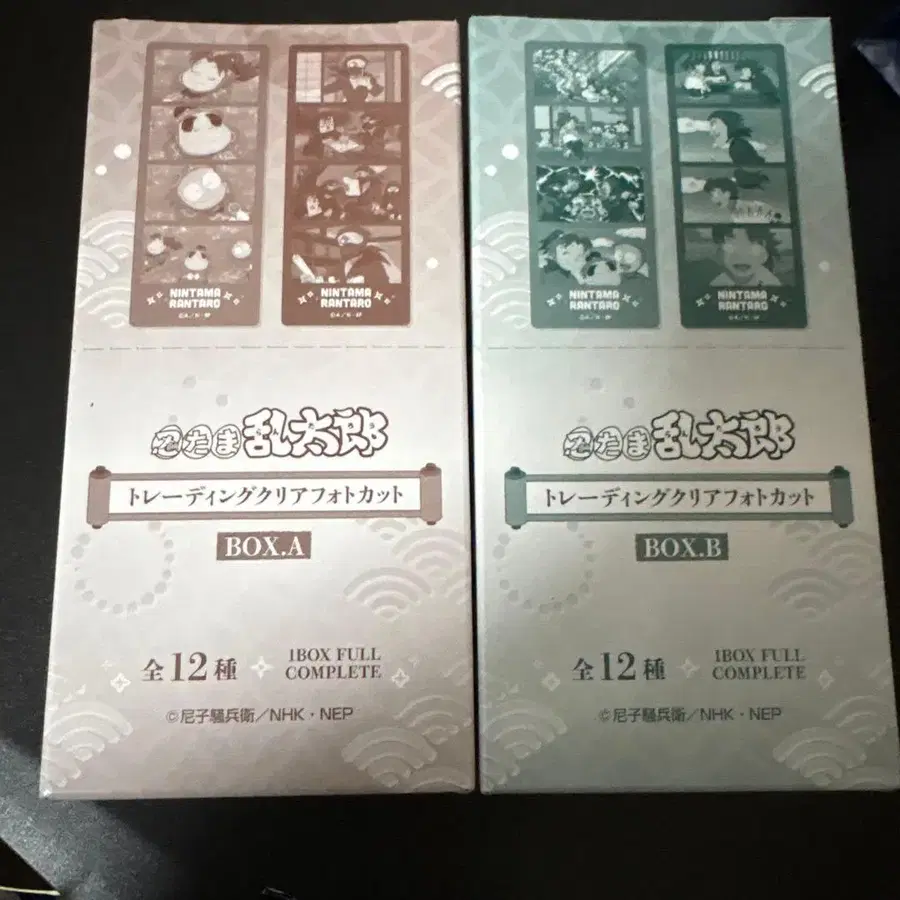 NINTAMA
RANTARO
NINTAMA
RANTARO
忍たま乱太郎
トレーディングクリアフォトカット
BOX.A
全12種
1BOX FULL
COMPLETE
©尼子騒兵衛/NHK・NEP
NINTAMA
RANTARO
NINTAMA
RANTARO
忍たま乱太郎
トレーディングクリアフォトカット
BOX.B
全12種
1BOX FULL
COMPLETE
©尼子騒兵衛/NHK・NEP